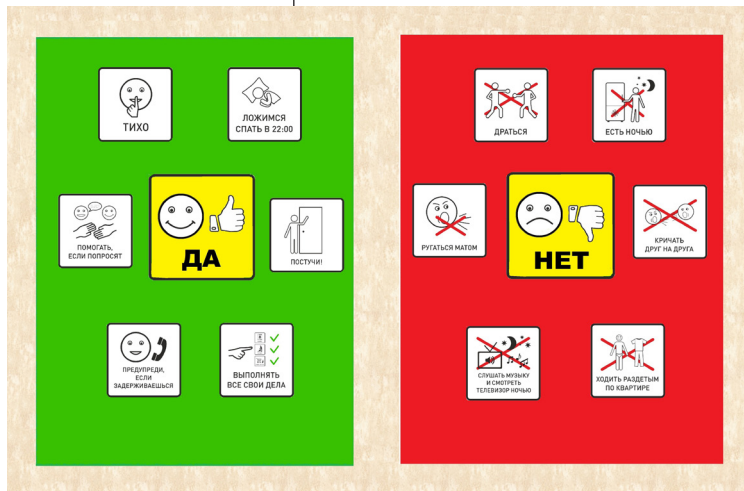 ТИХО
ЛОЖИМСЯ
СПАТЬ В 22:00
ПОМОГАТЬ,
ЕСЛИ ПОПРОСЯТ
ДА
ПОСТУЧИ!
ПРЕДУПРЕДИ,
ЕСЛИ
ЗАДЕРЖИВАЕШЬСЯ
ВЫПОЛНЯТЬ
ВСЕ СВОИ ДЕЛА
ДРАТЬСЯ
ЕСТЬ НОЧЬЮ
РУГАТЬСЯ МАТОМ
НЕТ
КРИЧАТЬ
ДРУГ НА ДРУГА
СЛУШАТЬ МУЗЫКУ
И СМОТРЕТЬ
ТЕЛЕВИЗОР НОЧЬЮ
ХОДИТЬ РАЗДЕТЫМ
ПО КВАРТИРЕ